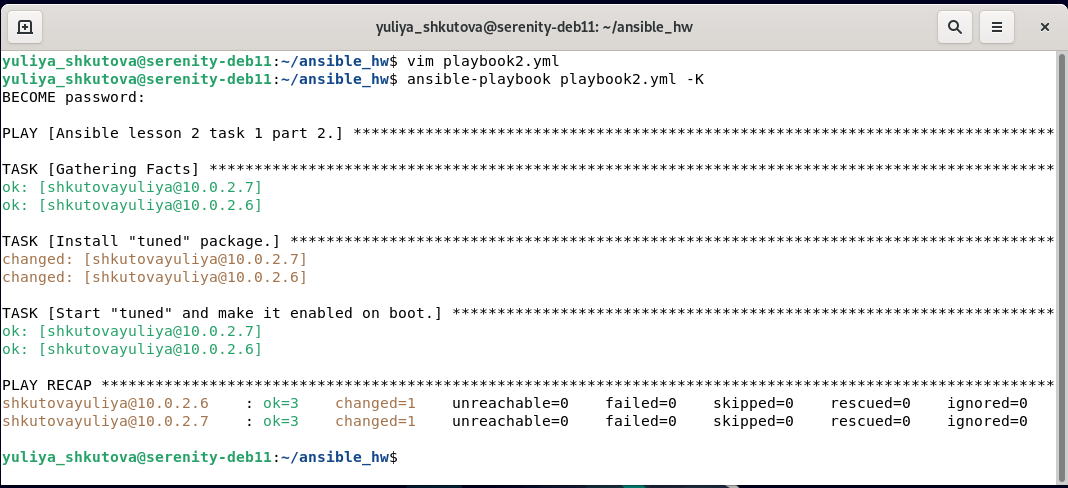 yuliya_shkutova@serenity-deb11: ~/ansible_hw
yuliya_shkutova@serenity-deb11:~/ansible_hw$ vim playbook2.yml
yuliya_shkutova@serenity-deb11:~/ansible_hw$ ansible-playbook playbook2.yml -K
BECOME password:
PLAY [Ansible lesson 2 task 1 part 2.] ******************************************************************************
TASK [Gathering Facts] **********************************************************************************************
ok: [shkutovayuliya@10.0.2.7]
ok: [shkutovayuliya@10.0.2.6]
TASK [Install "tuned" package.] *************************************************************************************
changed: [shkutovayuliya@10.0.2.7]
changed: [shkutovayuliya@10.0.2.6]
TASK [Start "tuned" and make it enabled on boot.] *******************************************************************
ok: [shkutovayuliya@10.0.2.7]
ok: [shkutovayuliya@10.0.2.6]
PLAY RECAP **********************************************************************************************************
shkutovayuliya@10.0.2.6    : ok=3    changed=1    unreachable=0    failed=0    skipped=0    rescued=0    ignored=0
shkutovayuliya@10.0.2.7    : ok=3    changed=1    unreachable=0    failed=0    skipped=0    rescued=0    ignored=0
yuliya_shkutova@serenity-deb11:~/ansible_hw$